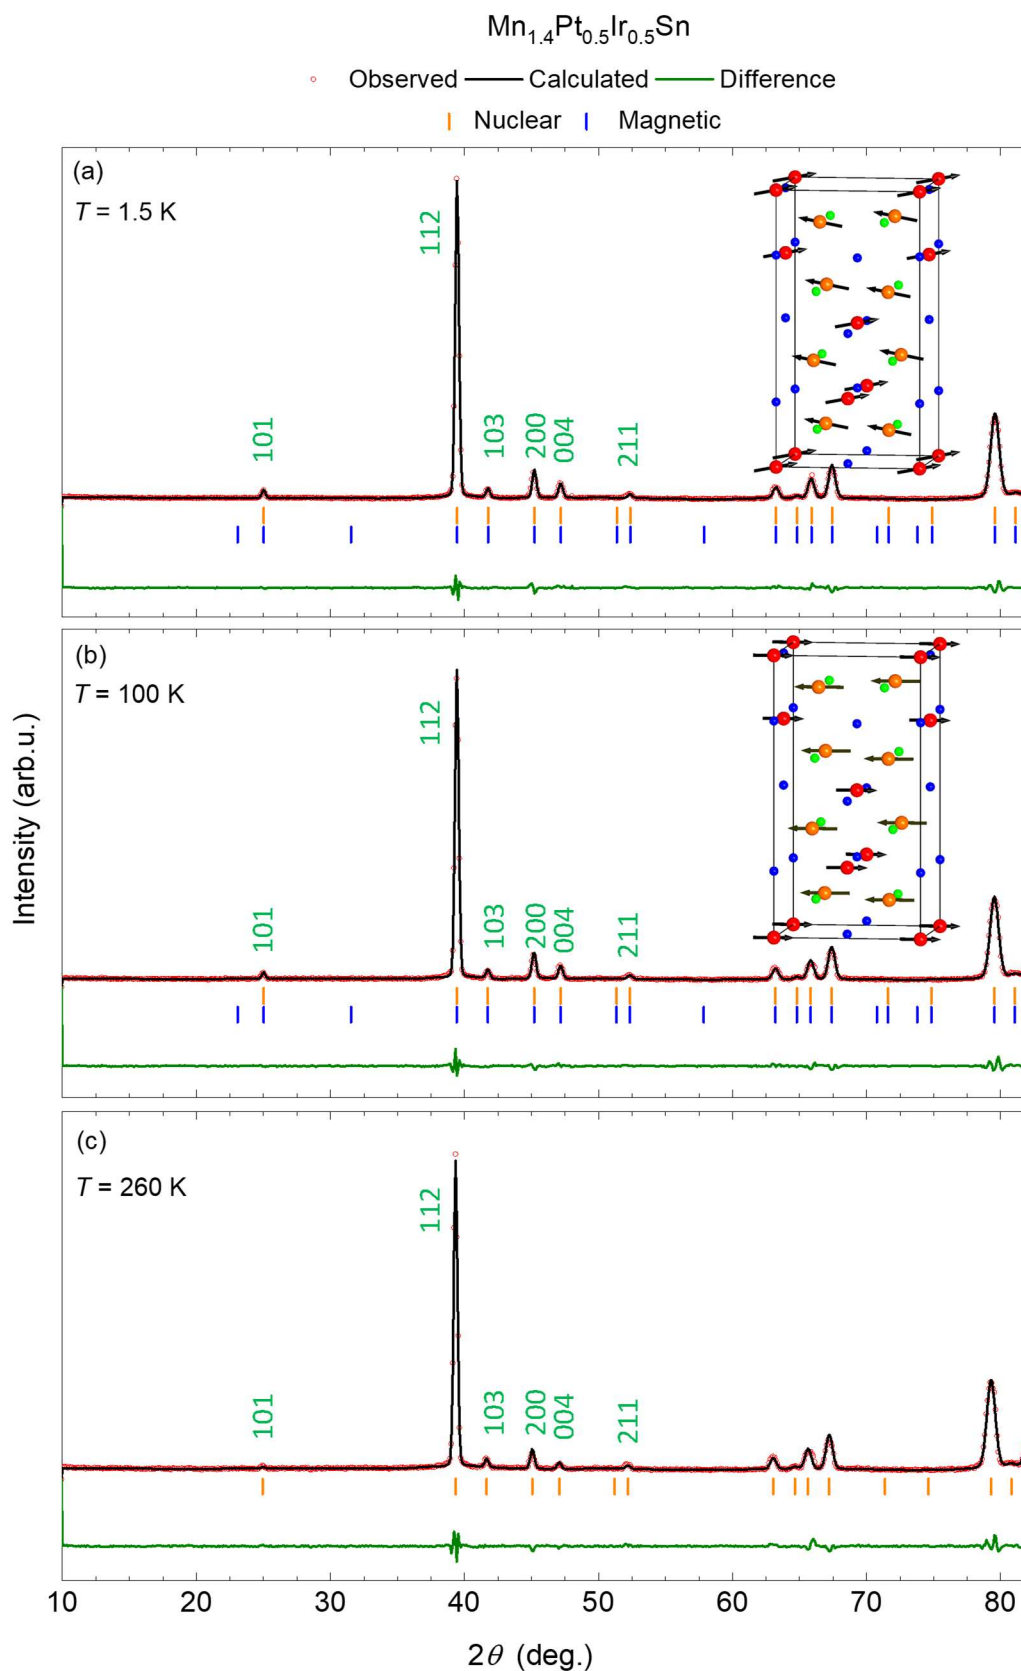 Mn₁.₄Pt₀.₅Ir₀.₅Sn
Observed Calculated Difference
Nuclear Magnetic
(a)
T = 1.5 K
112
101
103
200
004
211
(b)
T = 100 K
112
101
103
200
004
211
(c)
T = 260 K
112
101
103
200
004
211
Intensity (arb.u.)
10 20 30 40 50 60 70 80
2θ (deg.)